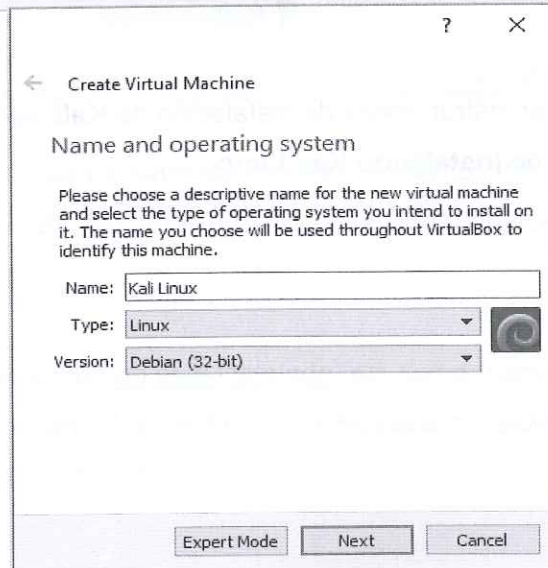 ?
Create Virtual Machine
Name and operating system
Please choose a descriptive name for the new virtual machine
and select the type of operating system you intend to install on
it. The name you choose will be used throughout VirtualBox to
identify this machine.
Name: Kali Linux
Type: Linux
Version: Debian (32-bit)
Expert Mode Next Cancel